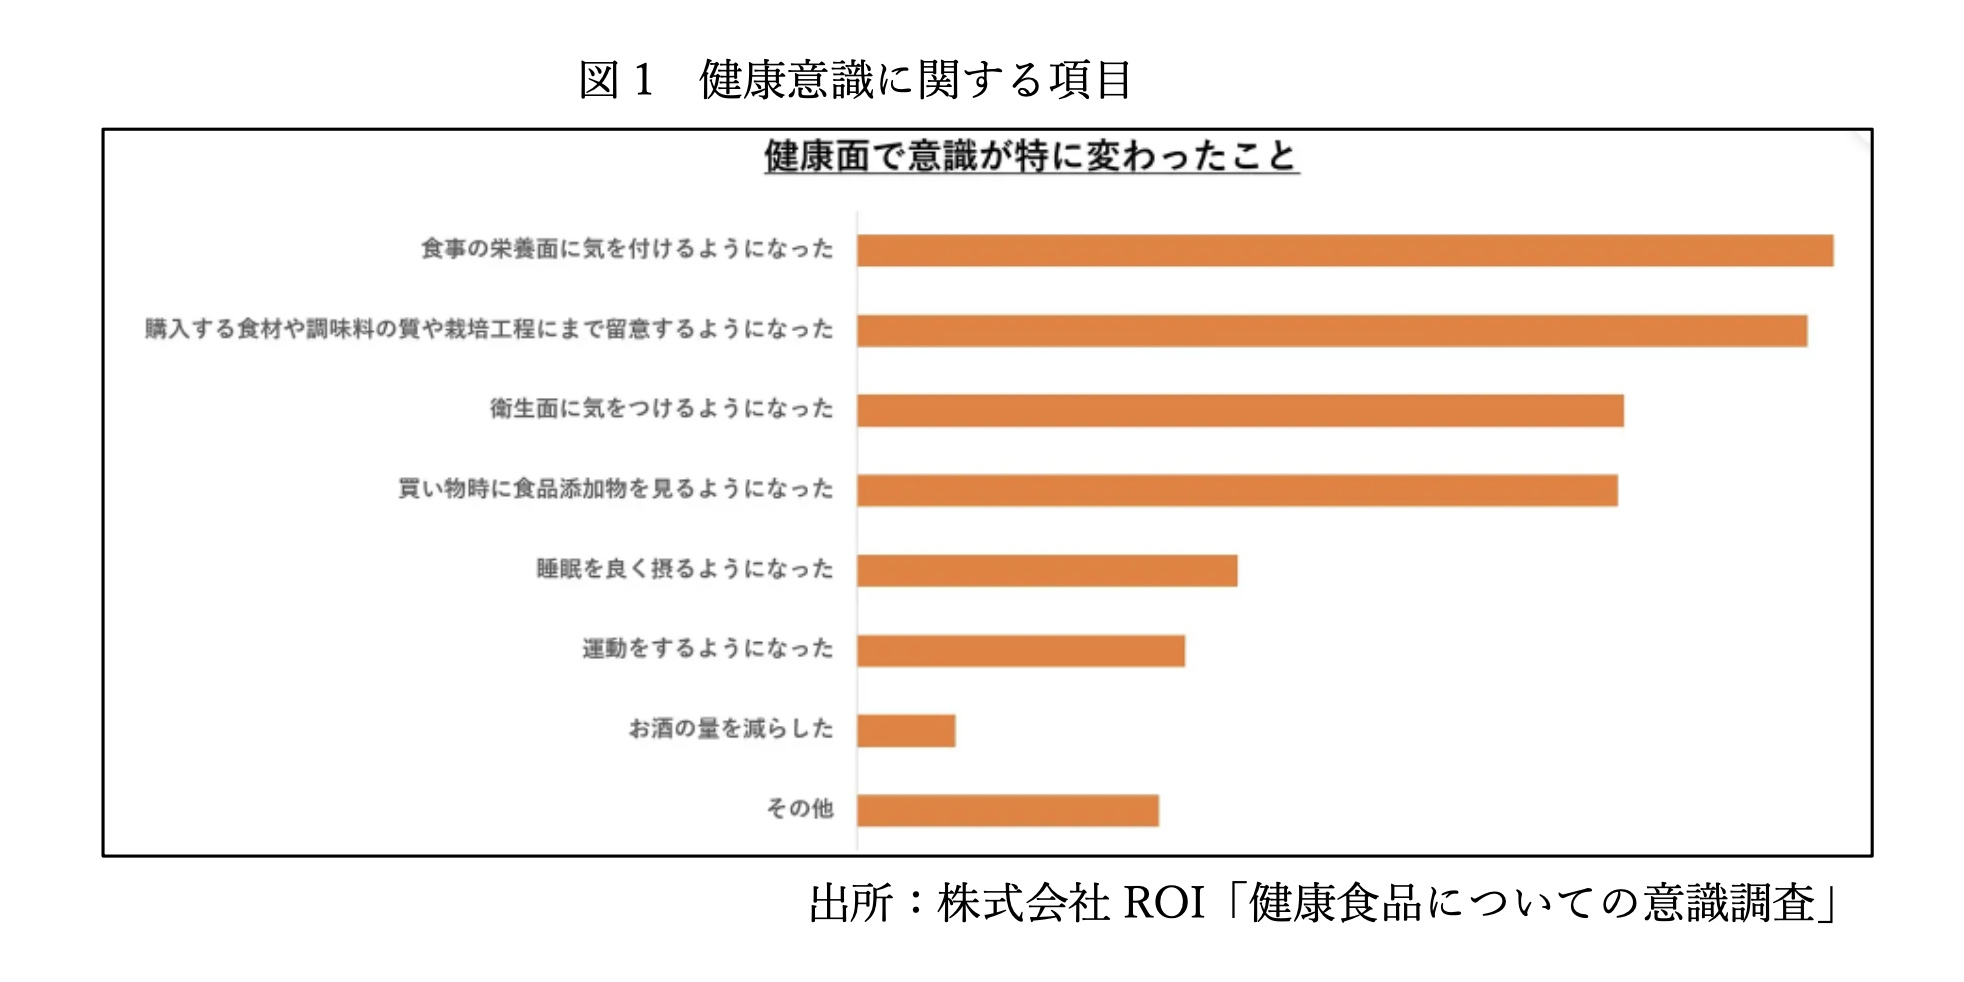 図 1　健康意識に関する項目
健康面で意識が特に変わったこと
食事の栄養面に気を付けるようになった
購入する食材や調味料の質や栽培工程にまで留意するようになった
衛生面に気をつけるようになった
買い物時に食品添加物を見るようになった
睡眠を良く摂るようになった
運動をするようになった
お酒の量を減らした
その他
出所：株式会社 ROI「健康食品についての意識調査」